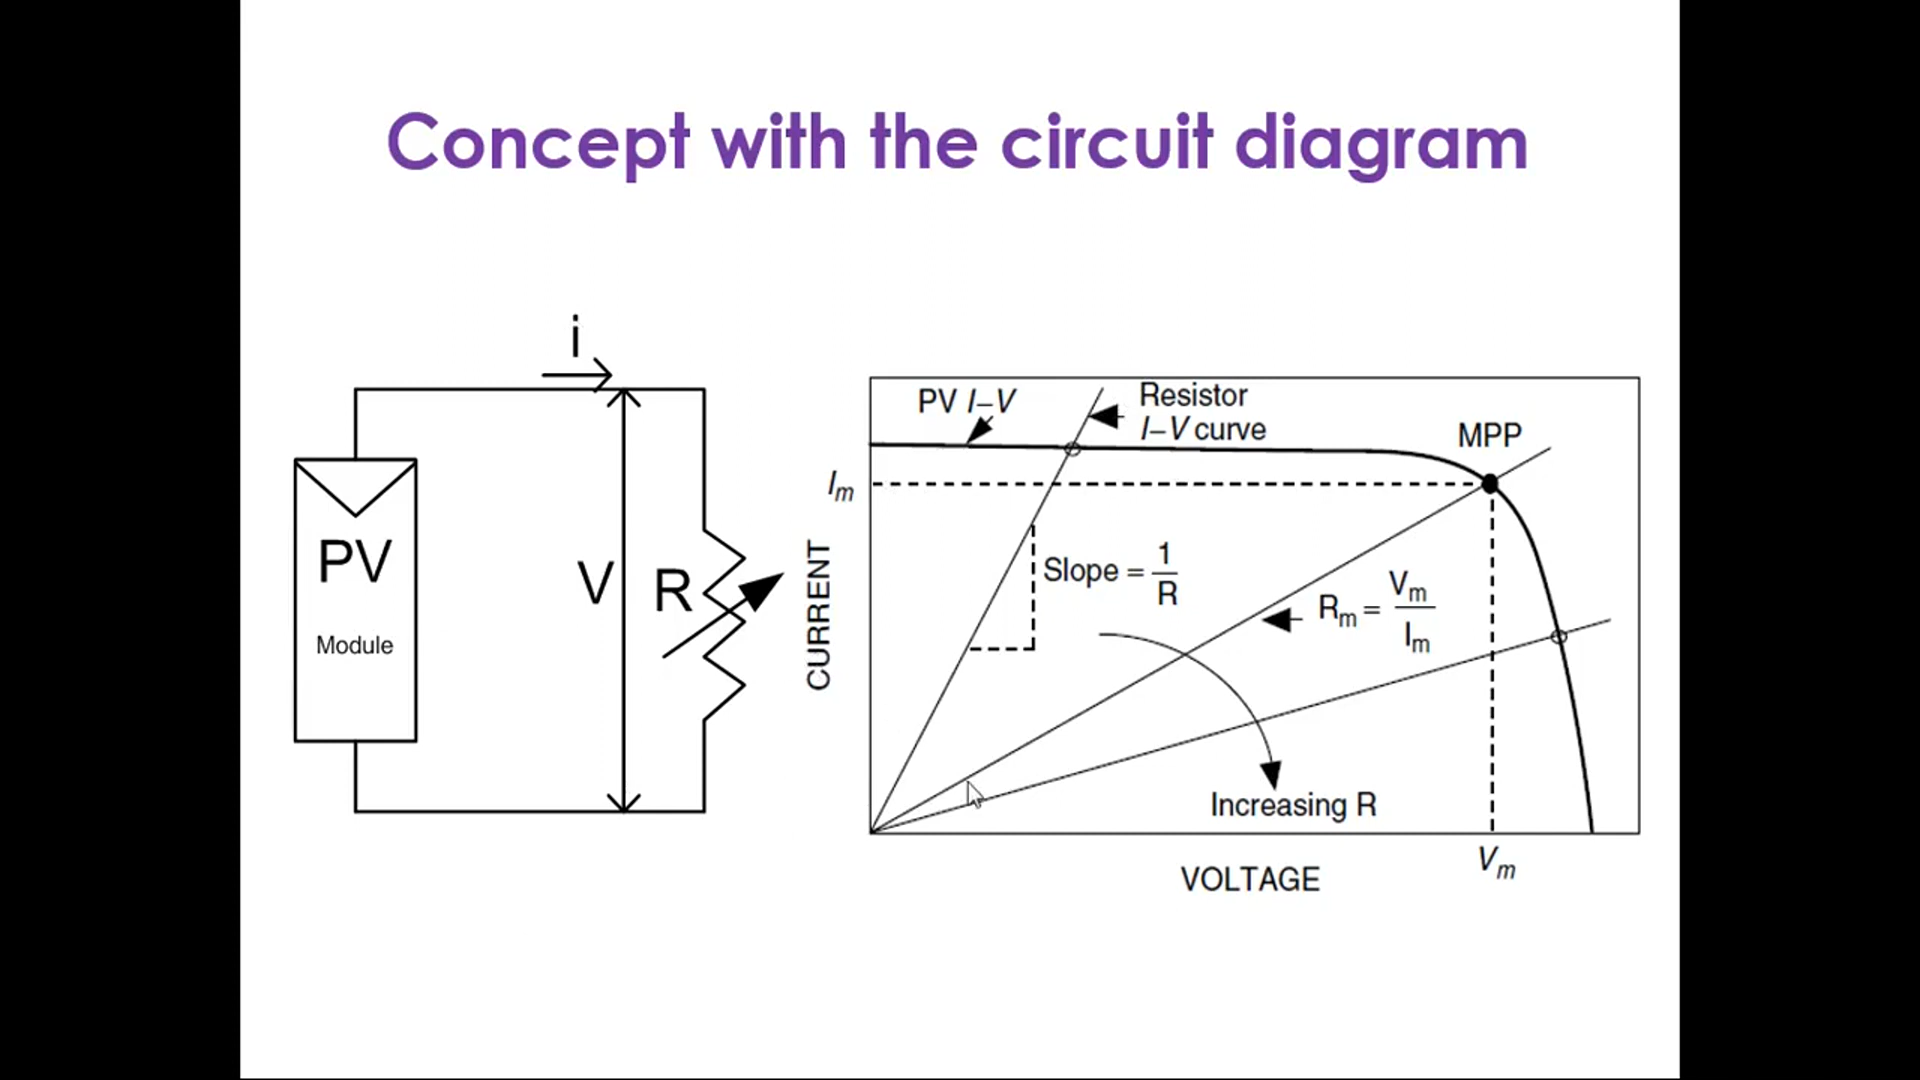 Concept with the circuit diagram
i
PV
Module
V
R
PV I–V
Resistor
I–V curve
MPP
Im
CURRENT
Slope = 1/R
Rm = Vm/Im
Increasing R
Vm
VOLTAGE